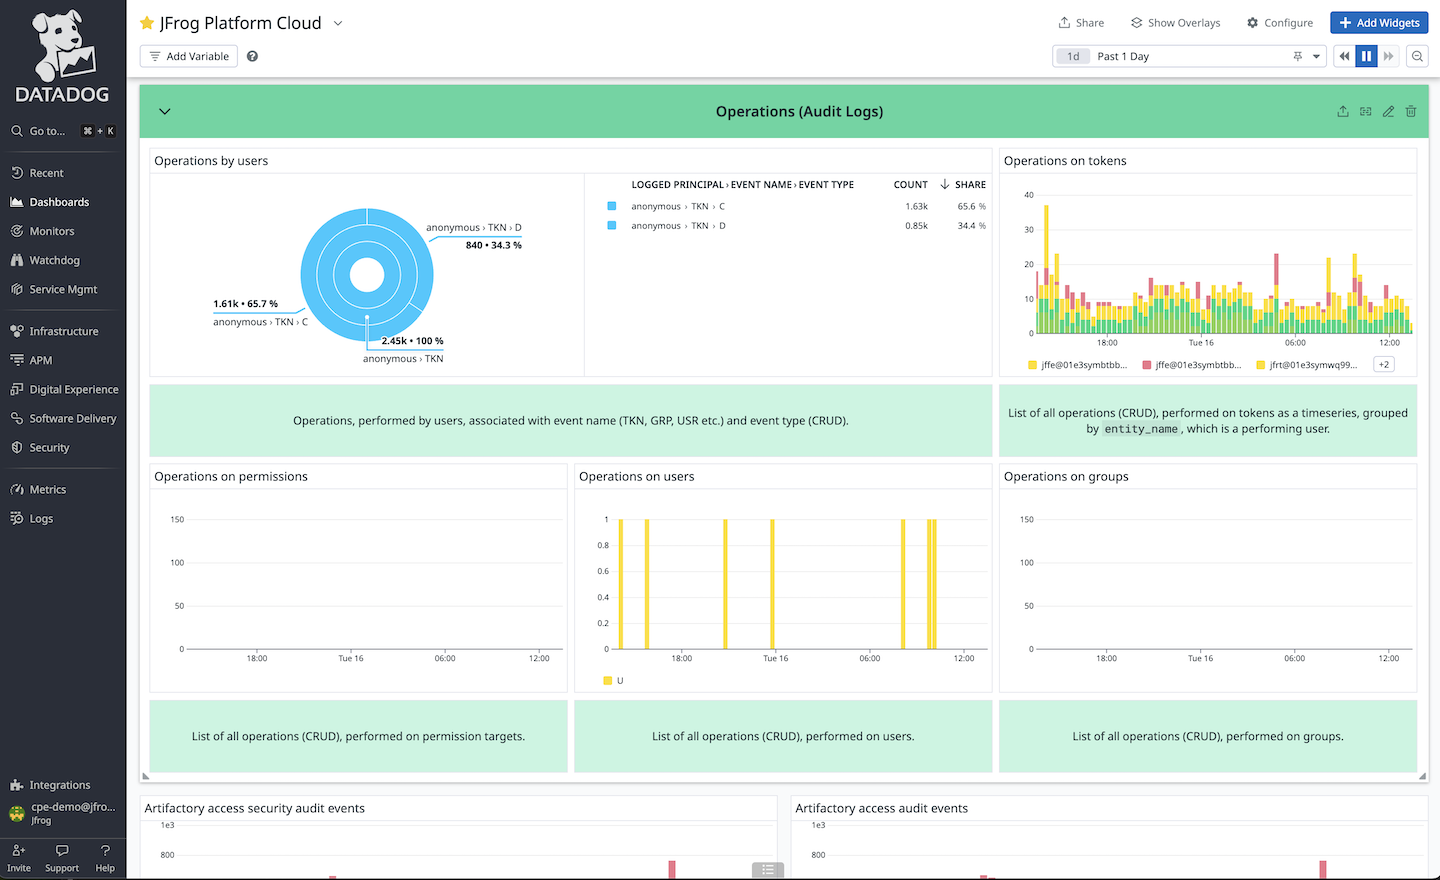 DATADOG
Go to... ⌘ + K
Recent
Dashboards
Monitors
Watchdog
Service Mgmt
Infrastructure
APM
Digital Experience
Software Delivery
Security
Metrics
Logs
Integrations
cpe-demo@jfro...
Jfrog
Invite Support Help
JFrog Platform Cloud
Share Show Overlays Configure + Add Widgets
Add Variable ?
1d Past 1 Day
Operations (Audit Logs)
Operations by users
anonymous › TKN › D
840 • 34.3 %
1.61k • 65.7 %
anonymous › TKN › C
2.45k • 100 %
anonymous › TKN
LOGGED PRINCIPAL › EVENT NAME › EVENT TYPE COUNT ↓ SHARE
anonymous › TKN › C 1.63k 65.6 %
anonymous › TKN › D 0.85k 34.4 %
Operations on tokens
40
30
20
10
0
18:00 Tue 16 06:00 12:00
jffe@01e3symbtbb... jffe@01e3symbtbb... jfrt@01e3symwq99... +2
Operations, performed by users, associated with event name (TKN, GRP, USR etc.) and event type (CRUD).
List of all operations (CRUD), performed on tokens as a timeseries, grouped
by entity_name, which is a performing user.
Operations on permissions
150
100
50
0
18:00 Tue 16 06:00 12:00
Operations on users
1
0.8
0.6
0.4
0.2
0
18:00 Tue 16 06:00 12:00
U
Operations on groups
150
100
50
0
18:00 Tue 16 06:00 12:00
List of all operations (CRUD), performed on permission targets.
List of all operations (CRUD), performed on users.
List of all operations (CRUD), performed on groups.
Artifactory access security audit events
1e3
800
Artifactory access audit events
1e3
800